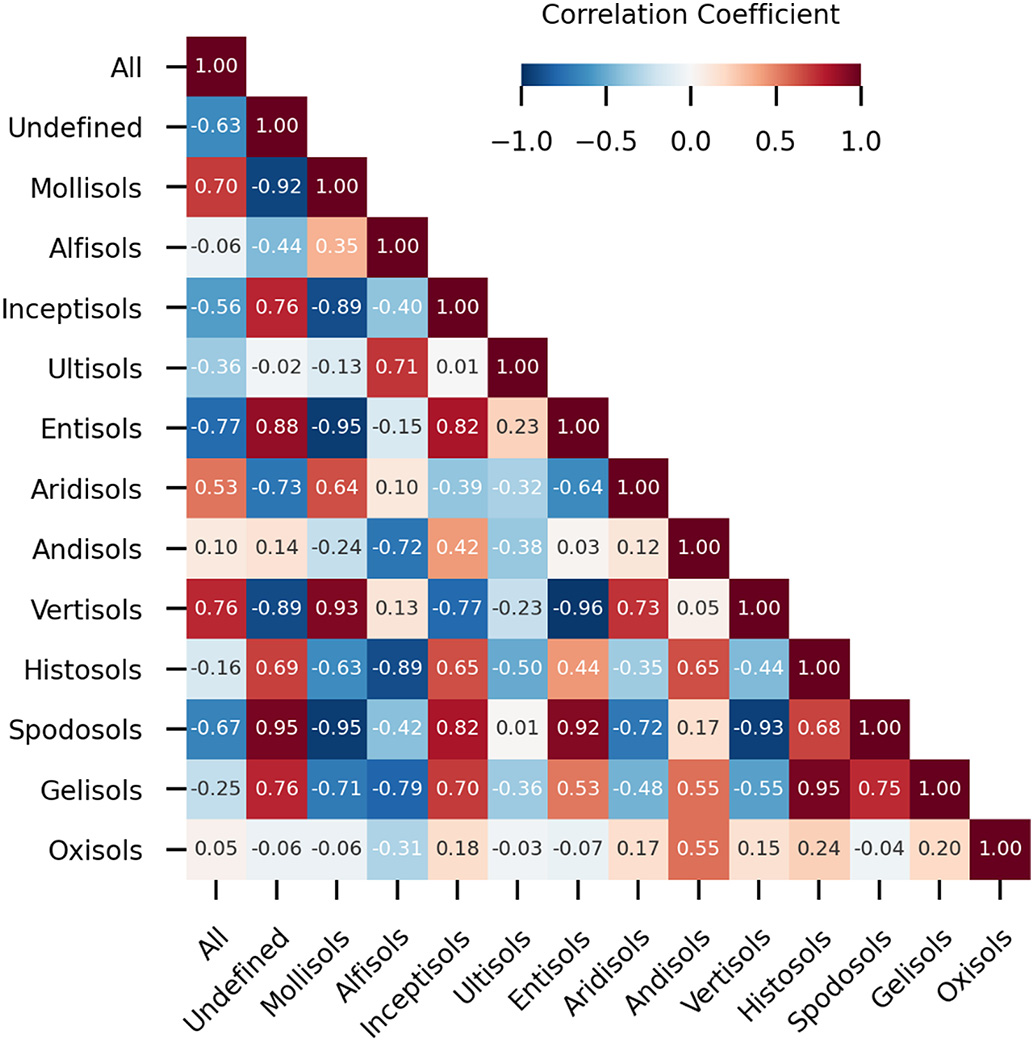 Correlation Coefficient
−1.0 −0.5 0.0 0.5 1.0
All 1.00
Undefined -0.63 1.00
Mollisols 0.70 -0.92 1.00
Alfisols -0.06 -0.44 0.35 1.00
Inceptisols -0.56 0.76 -0.89 -0.40 1.00
Ultisols -0.36 -0.02 -0.13 0.71 0.01 1.00
Entisols -0.77 0.88 -0.95 -0.15 0.82 0.23 1.00
Aridisols 0.53 -0.73 0.64 0.10 -0.39 -0.32 -0.64 1.00
Andisols 0.10 0.14 -0.24 -0.72 0.42 -0.38 0.03 0.12 1.00
Vertisols 0.76 -0.89 0.93 0.13 -0.77 -0.23 -0.96 0.73 0.05 1.00
Histosols -0.16 0.69 -0.63 -0.89 0.65 -0.50 0.44 -0.35 0.65 -0.44 1.00
Spodosols -0.67 0.95 -0.95 -0.42 0.82 0.01 0.92 -0.72 0.17 -0.93 0.68 1.00
Gelisols -0.25 0.76 -0.71 -0.79 0.70 -0.36 0.53 -0.48 0.55 -0.55 0.95 0.75 1.00
Oxisols 0.05 -0.06 -0.06 -0.31 0.18 -0.03 -0.07 0.17 0.55 0.15 0.24 -0.04 0.20 1.00
All Undefined Mollisols Alfisols Inceptisols Ultisols Entisols Aridisols Andisols Vertisols Histosols Spodosols Gelisols Oxisols